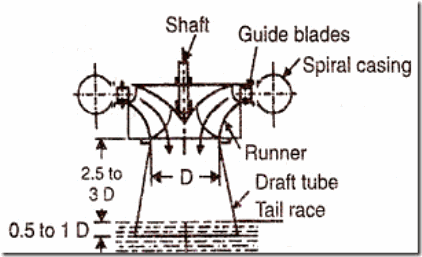 Shaft
Guide blades
Spiral casing
Runner
2.5 to
3 D
D
Draft tube
Tail race
0.5 to 1 D